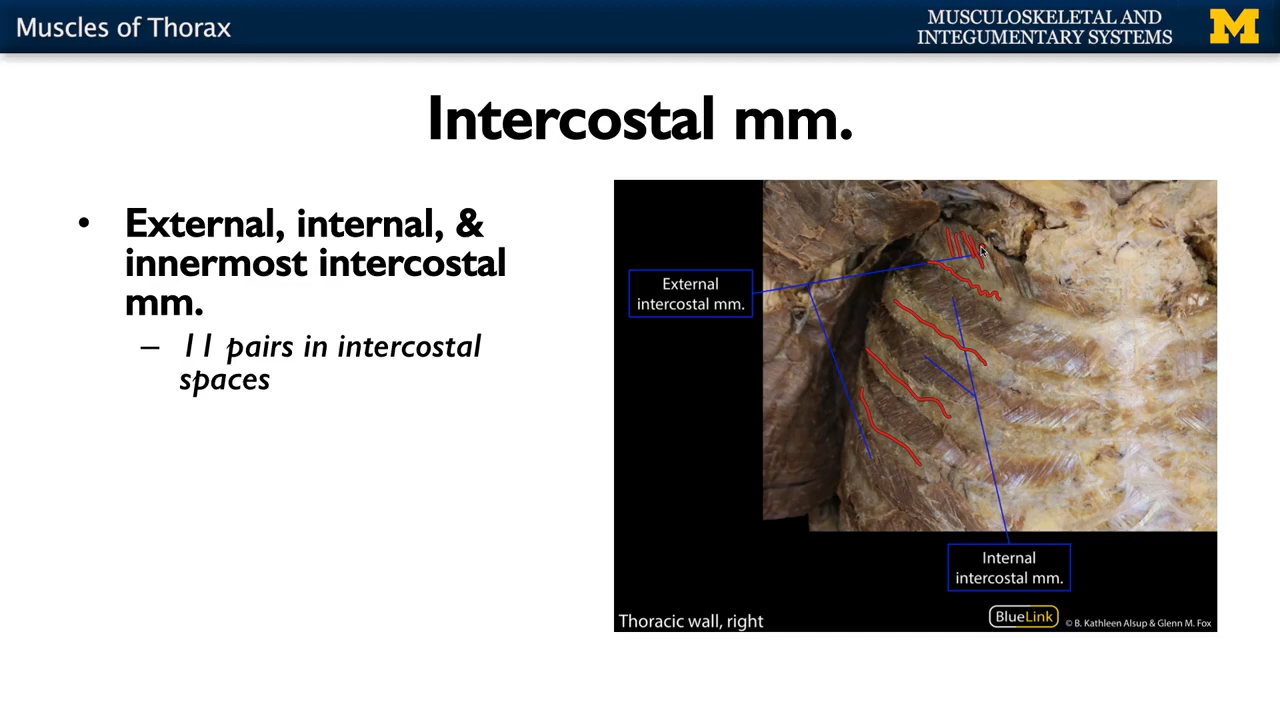 Muscles of Thorax
MUSCULOSKELETAL AND
INTEGUMENTARY SYSTEMS
M
Intercostal mm.
• External, internal, &
innermost intercostal
mm.
– 11 pairs in intercostal
spaces
External
intercostal mm.
Internal
intercostal mm.
Thoracic wall, right
BlueLink
© B. Kathleen Alsup & Glenn M. Fox